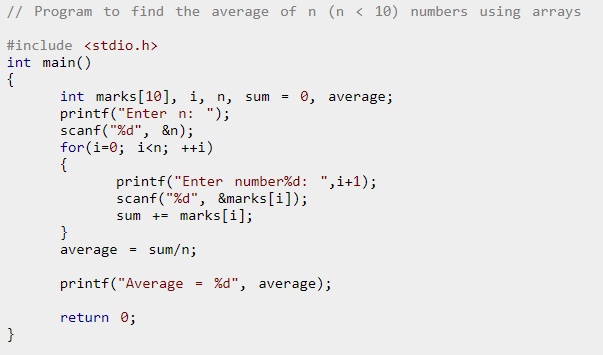 // Program to find the average of n (n < 10) numbers using arrays
#include <stdio.h>
int main()
{
int marks[10], i, n, sum = 0, average;
printf("Enter n: ");
scanf("%d", &n);
for(i=0; i<n; ++i)
{
printf("Enter number%d: ",i+1);
scanf("%d", &marks[i]);
sum += marks[i];
}
average = sum/n;
printf("Average = %d", average);
return 0;
}